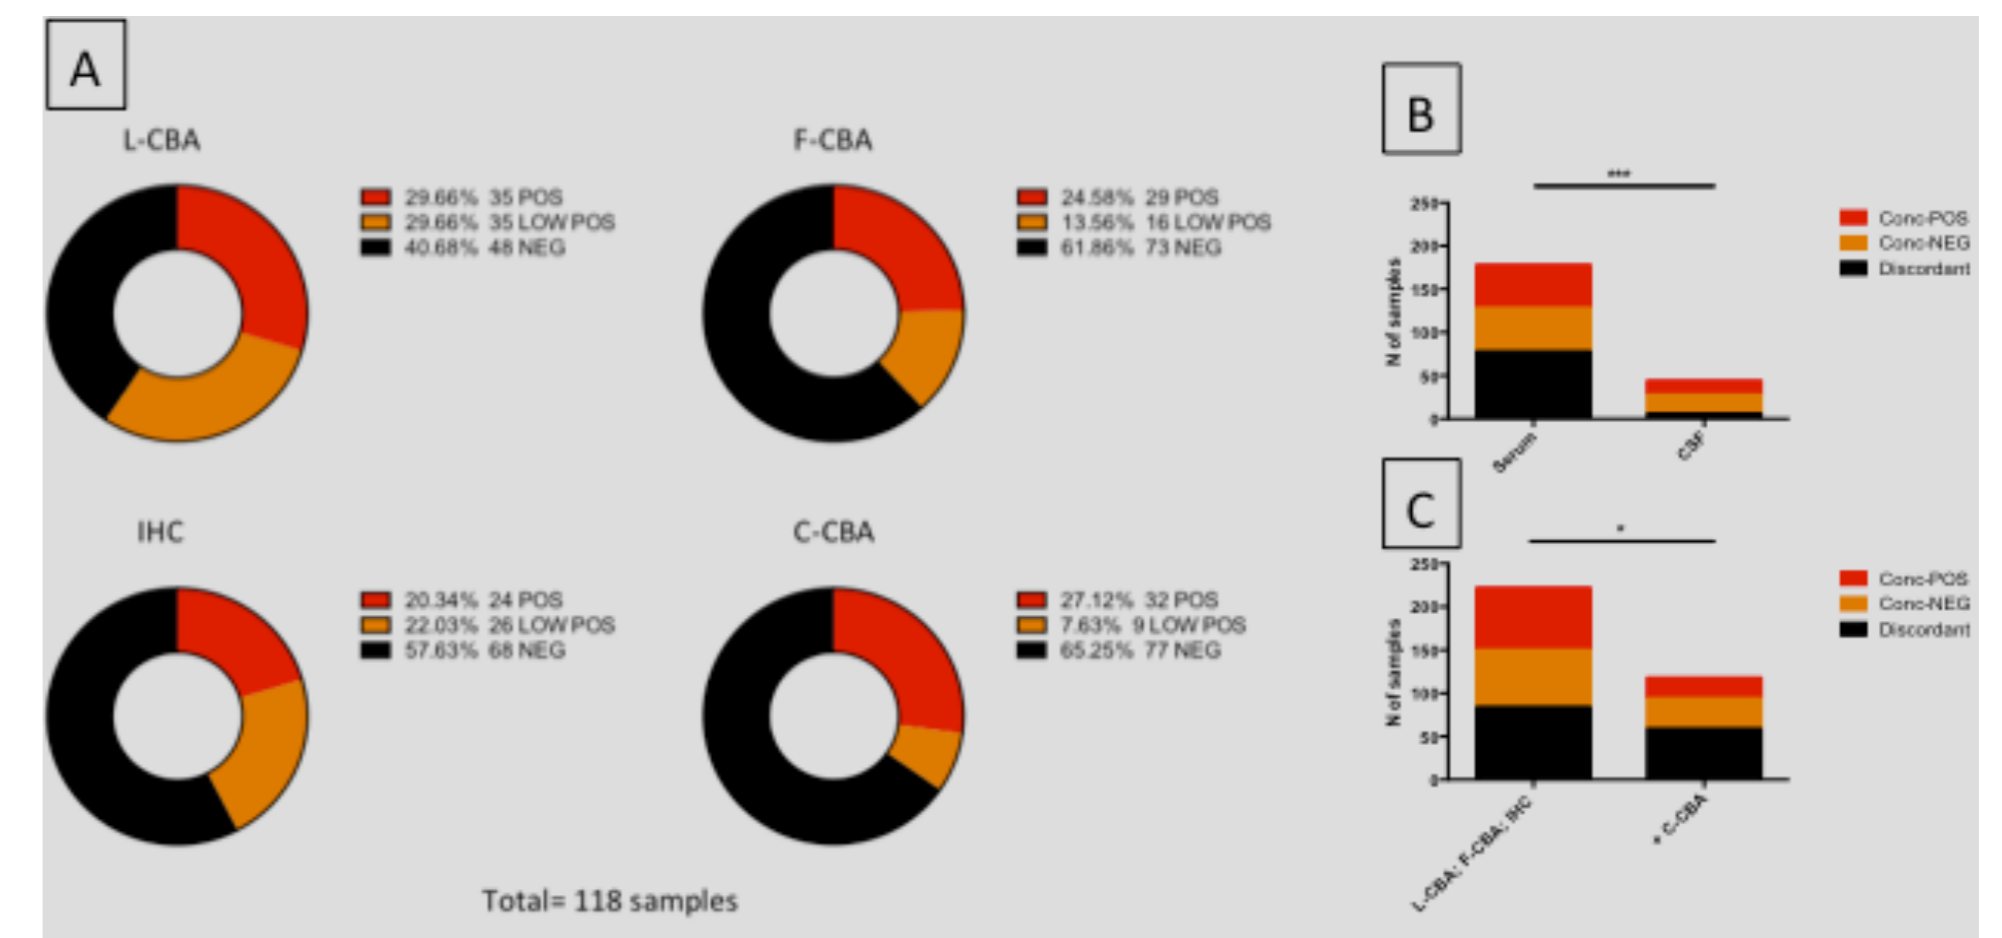 A
L-CBA
29.66% 35 POS
29.66% 35 LOW POS
40.68% 48 NEG
F-CBA
24.58% 29 POS
13.56% 16 LOW POS
61.86% 73 NEG
IHC
20.34% 24 POS
22.03% 26 LOW POS
57.63% 68 NEG
C-CBA
27.12% 32 POS
7.63% 9 LOW POS
65.25% 77 NEG
Total= 118 samples
B
***
250
200
150
100
50
0
N of samples
Serum
CSF
Conc-POS
Conc-NEG
Discordant
C
*
250
200
150
100
50
0
N of samples
L-CBA; F-CBA; IHC
+ C-CBA
Conc-POS
Conc-NEG
Discordant